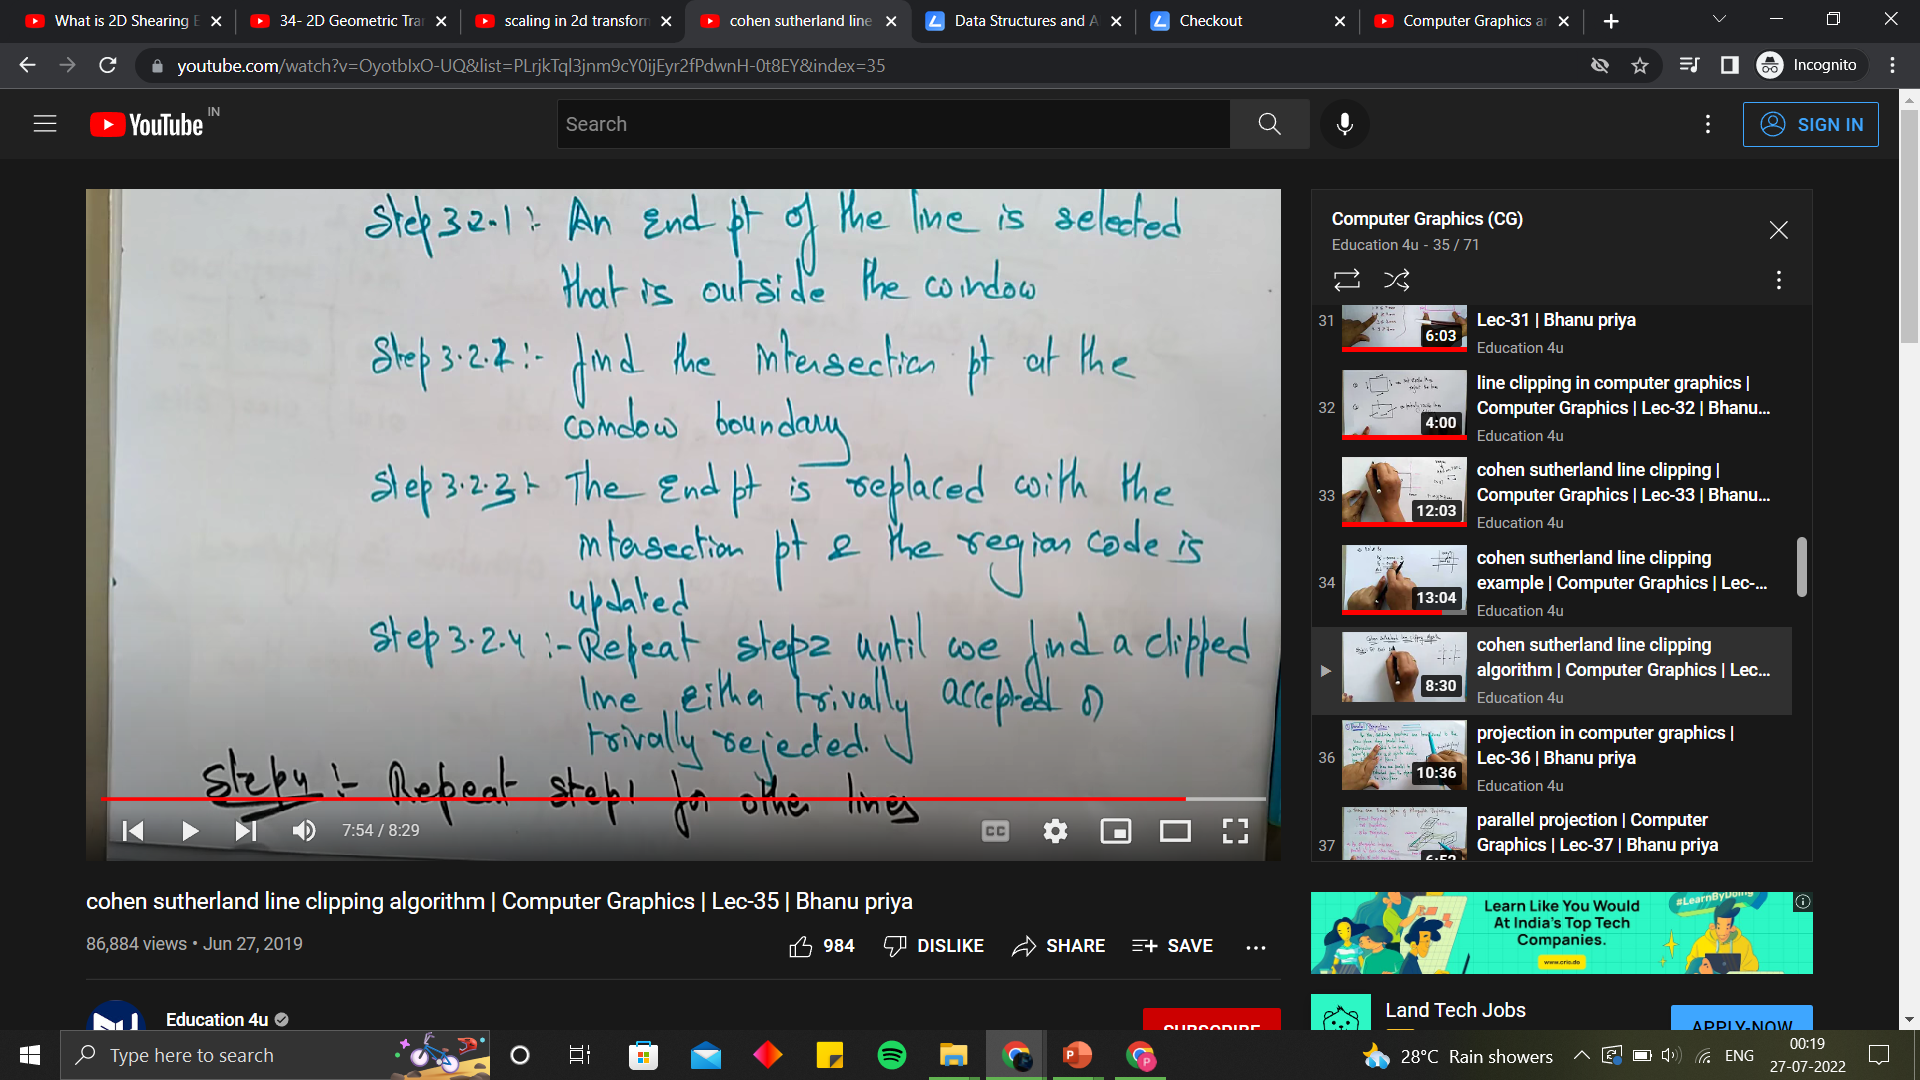 What is 2D Shearing E
34- 2D Geometric Tra
scaling in 2d transform
cohen sutherland line
Data Structures and A
Checkout
Computer Graphics a
youtube.com/watch?v=OyotbIxO-UQ&list=PLrjkTql3jnm9cY0ijEyr2fPdwnH-0t8EY&index=35
Incognito
YouTube IN
Search
SIGN IN
Step 3.2.1 :- An End pt of the line is selected
that is outside the window
Step 3.2.2 :- find the intersection pt at the
window boundary
Step 3.2.3 :- The End pt is replaced with the
intersection pt & the region code is
updated
Step 3.2.4 :- Repeat step2 until we find a clipped
line either trivally accepted or
trivally rejected.
Step4 :- Repeat step1 for other lines
7:54 / 8:29
CC
cohen sutherland line clipping algorithm | Computer Graphics | Lec-35 | Bhanu priya
86,884 views • Jun 27, 2019
984
DISLIKE
SHARE
SAVE
Education 4u
SUBSCRIBE
Computer Graphics (CG)
Education 4u - 35 / 71
31
6:03
Lec-31 | Bhanu priya
Education 4u
32
4:00
line clipping in computer graphics |
Computer Graphics | Lec-32 | Bhanu...
Education 4u
33
12:03
cohen sutherland line clipping |
Computer Graphics | Lec-33 | Bhanu...
Education 4u
34
13:04
cohen sutherland line clipping
example | Computer Graphics | Lec-...
Education 4u
8:30
cohen sutherland line clipping
algorithm | Computer Graphics | Lec...
Education 4u
36
10:36
projection in computer graphics |
Lec-36 | Bhanu priya
Education 4u
37
6:52
parallel projection | Computer
Graphics | Lec-37 | Bhanu priya
Learn Like You Would
At India's Top Tech
Companies.
www.crio.do
#LearnByDoing
Land Tech Jobs
APPLY-NOW
Type here to search
28°C Rain showers
ENG
00:19
27-07-2022